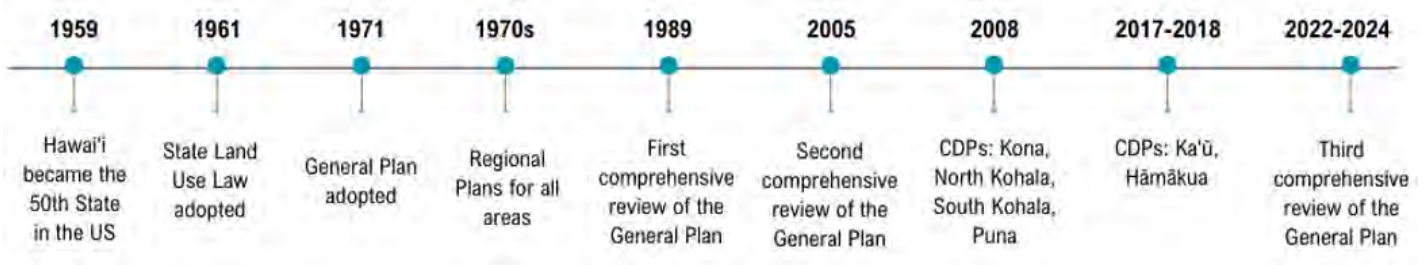 1959
1961
1971
1970s
1989
2005
2008
2017-2018
2022-2024
Hawai'i
became the
50th State
in the US
State Land
Use Law
adopted
General Plan
adopted
Regional
Plans for all
areas
First
comprehensive
review of the
General Plan
Second
comprehensive
review of the
General Plan
CDPs: Kona,
North Kohala,
South Kohala,
Puna
CDPs: Ka'ū,
Hāmākua
Third
comprehensive
review of the
General Plan